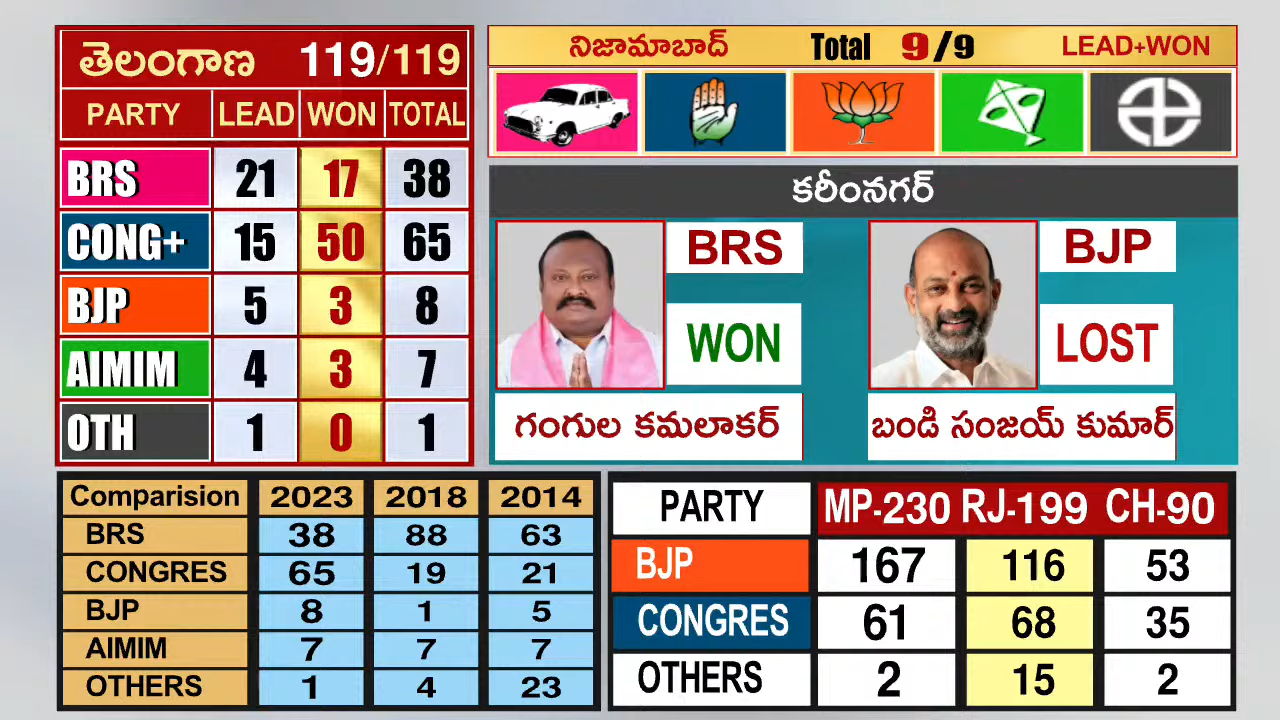 తెలంగాణ 119/119
PARTY LEAD WON TOTAL
BRS 21 17 38
CONG+ 15 50 65
BJP 5 3 8
AIMIM 4 3 7
OTH 1 0 1
నిజామాబాద్ Total 9/9 LEAD+WON
కరీంనగర్
BRS BJP
WON LOST
గంగుల కమలాకర్ బండి సంజయ్ కుమార్
Comparision 2023 2018 2014
BRS 38 88 63
CONGRES 65 19 21
BJP 8 1 5
AIMIM 7 7 7
OTHERS 1 4 23
PARTY MP-230 RJ-199 CH-90
BJP 167 116 53
CONGRES 61 68 35
OTHERS 2 15 2